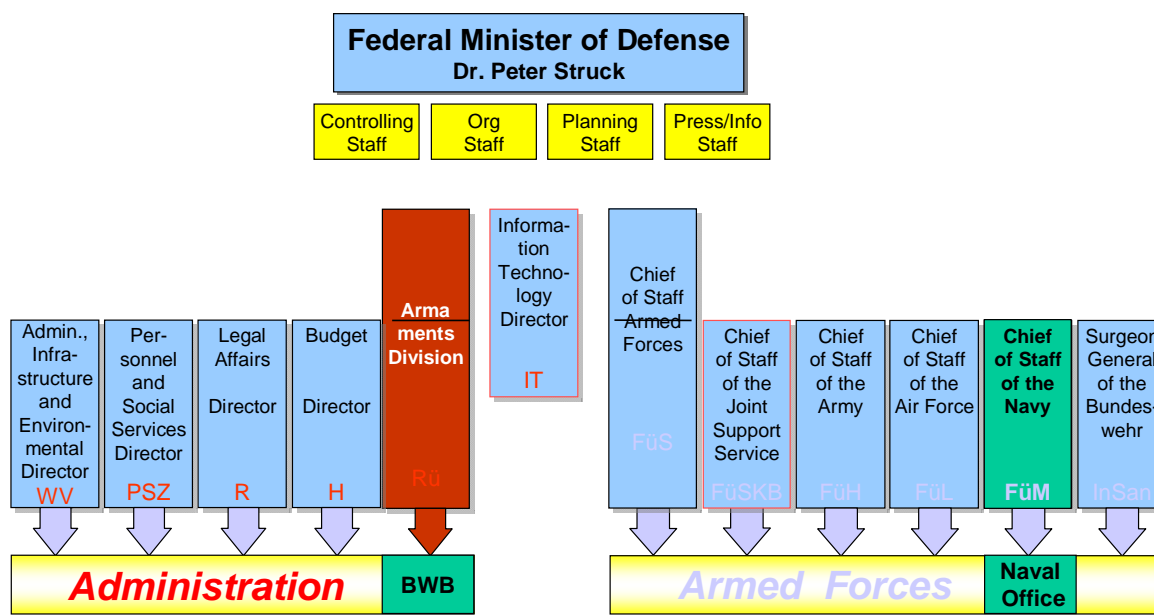 Federal Minister of Defense
Dr. Peter Struck
Controlling
Staff
Org
Staff
Planning
Staff
Press/Info
Staff
Admin.,
Infra-
structure
and
Environ-
mental
Director
WV
Per-
sonnel
and
Social
Services
Director
PSZ
Legal
Affairs
Director
R
Budget
Director
H
Arma
ments
Division
Rü
Informa-
tion
Techno-
logy
Director
IT
Chief
of Staff
Armed
Forces
FüS
Chief
of Staff
of the
Joint
Support
Service
FüSKB
Chief
of Staff
of the
Army
FüH
Chief
of Staff
of the
Air Force
FüL
Chief
of Staff
of the
Navy
FüM
Surgeon
General
of the
Bundes-
wehr
InSan
Administration
BWB
Armed Forces
Naval
Office